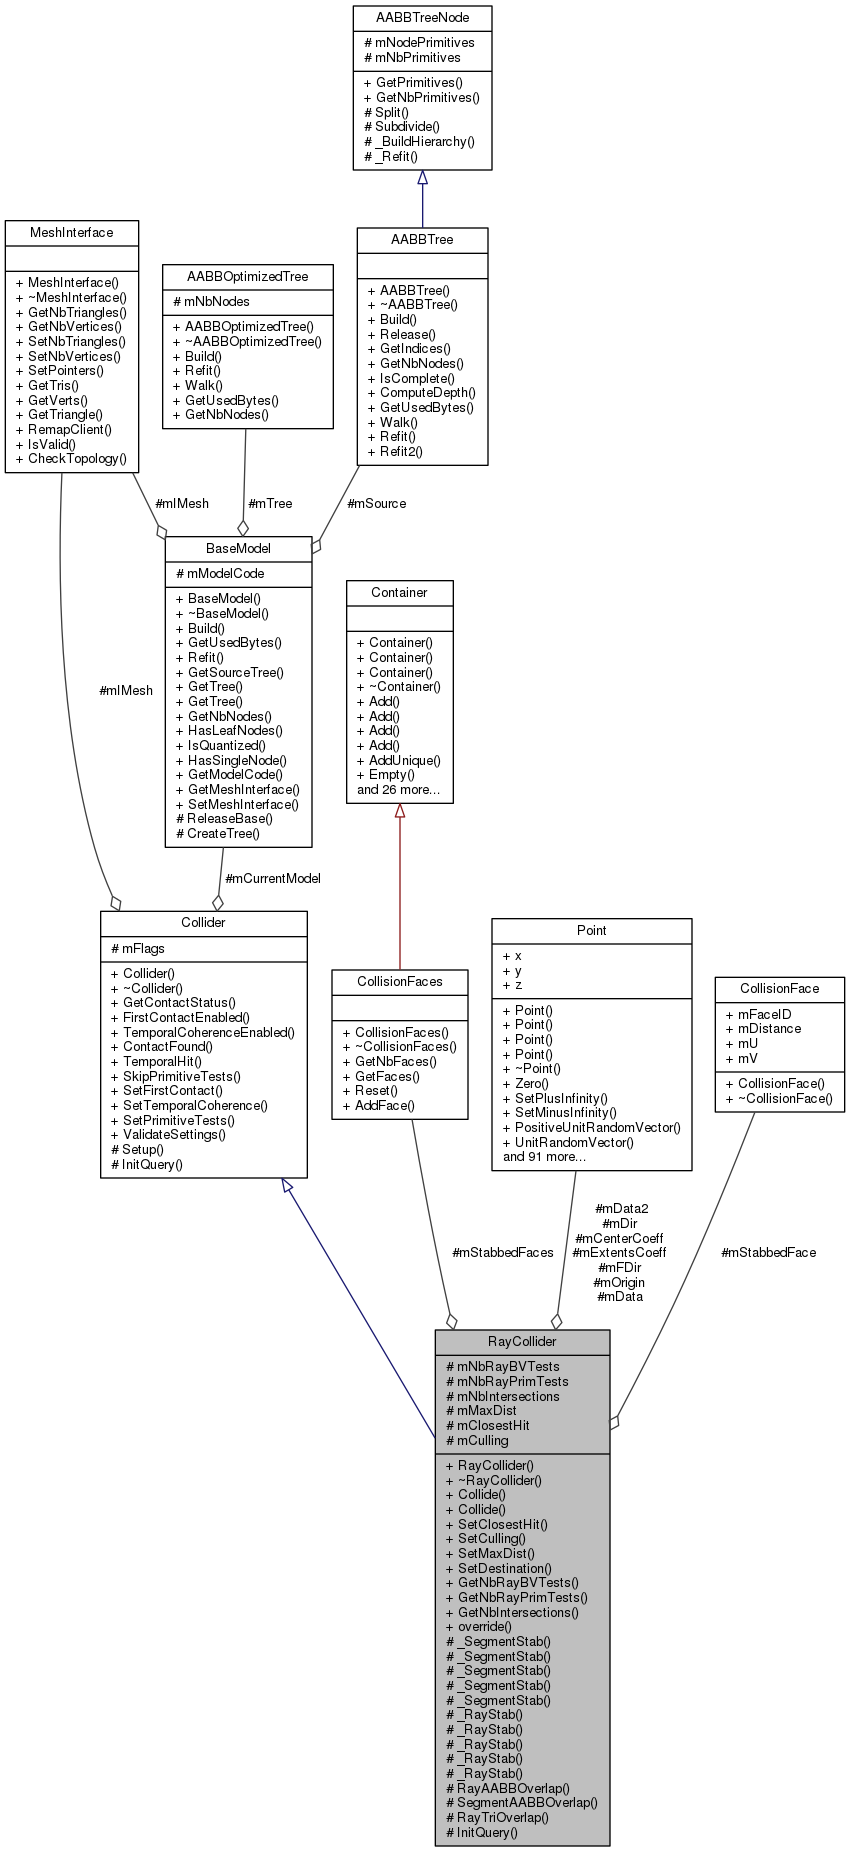 AABBTreeNode
# mNodePrimitives
# mNbPrimitives
+ GetPrimitives()
+ GetNbPrimitives()
# Split()
# Subdivide()
# _BuildHierarchy()
# _Refit()
MeshInterface
+ MeshInterface()
+ ~MeshInterface()
+ GetNbTriangles()
+ GetNbVertices()
+ SetNbTriangles()
+ SetNbVertices()
+ SetPointers()
+ GetTris()
+ GetVerts()
+ GetTriangle()
+ RemapClient()
+ IsValid()
+ CheckTopology()
AABBOptimizedTree
# mNbNodes
+ AABBOptimizedTree()
+ ~AABBOptimizedTree()
+ Build()
+ Refit()
+ Walk()
+ GetUsedBytes()
+ GetNbNodes()
AABBTree
+ AABBTree()
+ ~AABBTree()
+ Build()
+ Release()
+ GetIndices()
+ GetNbNodes()
+ IsComplete()
+ ComputeDepth()
+ GetUsedBytes()
+ Walk()
+ Refit()
+ Refit2()
#mIMesh
#mTree
#mSource
BaseModel
# mModelCode
+ BaseModel()
+ ~BaseModel()
+ Build()
+ GetUsedBytes()
+ Refit()
+ GetSourceTree()
+ GetTree()
+ GetTree()
+ GetNbNodes()
+ HasLeafNodes()
+ IsQuantized()
+ HasSingleNode()
+ GetModelCode()
+ GetMeshInterface()
+ SetMeshInterface()
# ReleaseBase()
# CreateTree()
Container
+ Container()
+ Container()
+ Container()
+ ~Container()
+ Add()
+ Add()
+ Add()
+ Add()
+ AddUnique()
+ Empty()
and 26 more...
#mIMesh
#mCurrentModel
Collider
# mFlags
+ Collider()
+ ~Collider()
+ GetContactStatus()
+ FirstContactEnabled()
+ TemporalCoherenceEnabled()
+ ContactFound()
+ TemporalHit()
+ SkipPrimitiveTests()
+ SetFirstContact()
+ SetTemporalCoherence()
+ SetPrimitiveTests()
+ ValidateSettings()
# Setup()
# InitQuery()
CollisionFaces
+ CollisionFaces()
+ ~CollisionFaces()
+ GetNbFaces()
+ GetFaces()
+ Reset()
+ AddFace()
Point
+ x
+ y
+ z
+ Point()
+ Point()
+ Point()
+ Point()
+ ~Point()
+ Zero()
+ SetPlusInfinity()
+ SetMinusInfinity()
+ PositiveUnitRandomVector()
+ UnitRandomVector()
and 91 more...
CollisionFace
+ mFaceID
+ mDistance
+ mU
+ mV
+ CollisionFace()
+ ~CollisionFace()
#mStabbedFaces
#mData2
#mDir
#mCenterCoeff
#mExtentsCoeff
#mFDir
#mOrigin
#mData
#mStabbedFace
RayCollider
# mNbRayBVTests
# mNbRayPrimTests
# mNbIntersections
# mMaxDist
# mClosestHit
# mCulling
+ RayCollider()
+ ~RayCollider()
+ Collide()
+ Collide()
+ SetClosestHit()
+ SetCulling()
+ SetMaxDist()
+ SetDestination()
+ GetNbRayBVTests()
+ GetNbRayPrimTests()
+ GetNbIntersections()
+ override()
# _SegmentStab()
# _SegmentStab()
# _SegmentStab()
# _SegmentStab()
# _SegmentStab()
# _RayStab()
# _RayStab()
# _RayStab()
# _RayStab()
# _RayStab()
# RayAABBOverlap()
# SegmentAABBOverlap()
# RayTriOverlap()
# InitQuery()